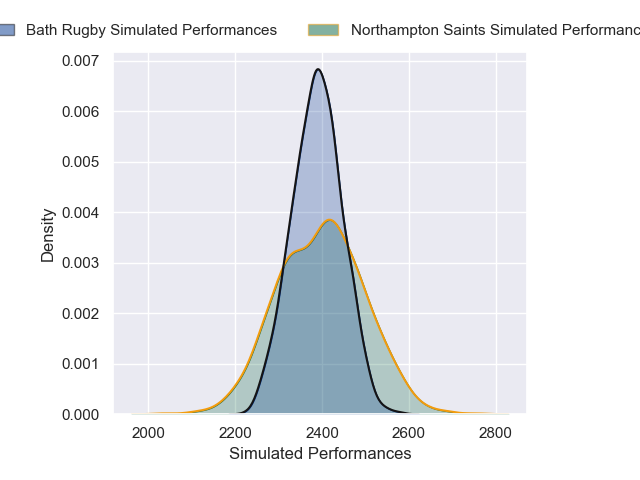 Bath Rugby Simulated Performances Northampton Saints Simulated
0.007
0.006
0.005
0.004
0.003
0.002
0.001
0.000
Density
2000 2200 2400 2600 2800
Simulated Performances